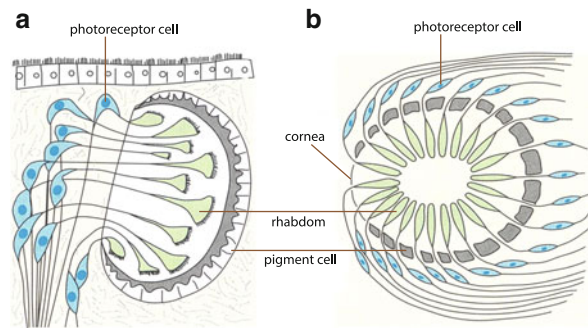 a
photoreceptor cell
b
photoreceptor cell
cornea
rhabdom
pigment cell